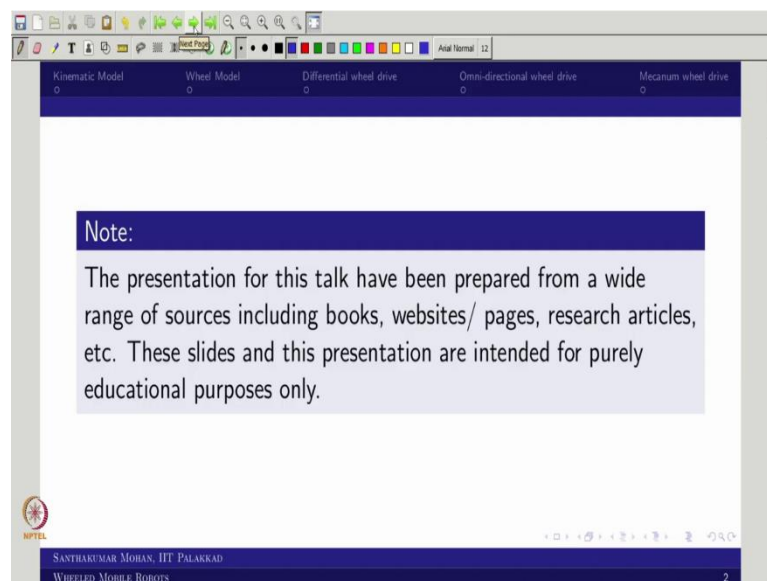 Next Page
Arial Normal 12
Kinematic Model Wheel Model Differential wheel drive Omni-directional wheel drive Mecanum wheel drive
Note:
The presentation for this talk have been prepared from a wide
range of sources including books, websites/ pages, research articles,
etc. These slides and this presentation are intended for purely
educational purposes only.
NPTEL
Santhakumar Mohan, IIT Palakkad
Wheeled Mobile Robots 2